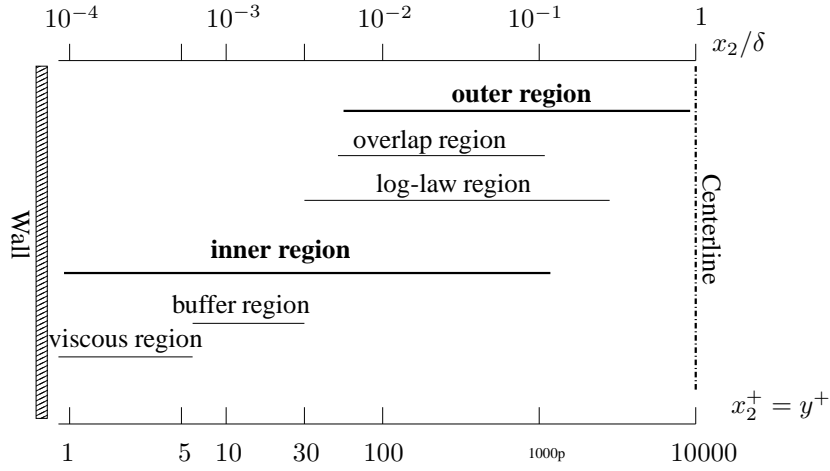 10^{-4} 10^{-3} 10^{-2} 10^{-1} 1
x_2/δ
outer region
overlap region
log-law region
Wall
Centerline
inner region
buffer region
viscous region
x_2^+ = y^+
1 5 10 30 100 1000p 10000